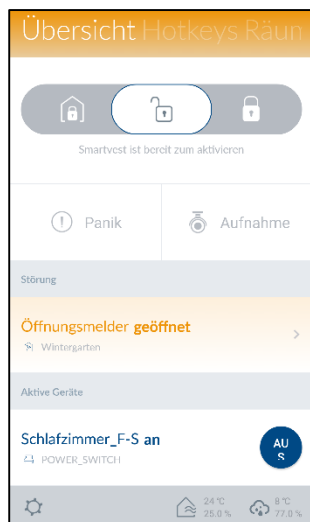 Übersicht Hotkeys Räun
Smartvest ist bereit zum aktivieren
Panik
Aufnahme
Störung
Öffnungsmelder geöffnet
Wintergarten
Aktive Geräte
Schlafzimmer_F-S an
POWER_SWITCH
AU
S
24 °C
25.0 %
8 °C
77.0 %